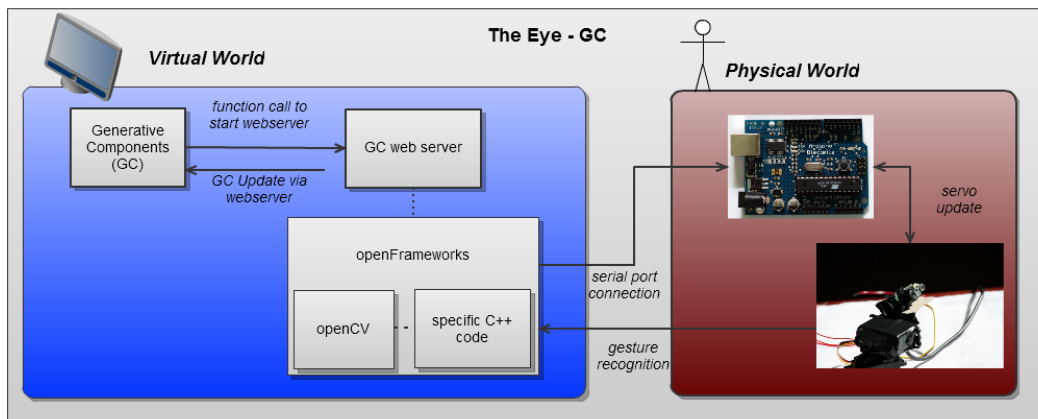 The Eye - GC
Virtual World
Physical World
function call to
start webserver
Generative
Components
(GC)
GC web server
GC Update via
webserver
openFrameworks
openCV
specific C++
code
serial port
connection
gesture
recognition
servo
update